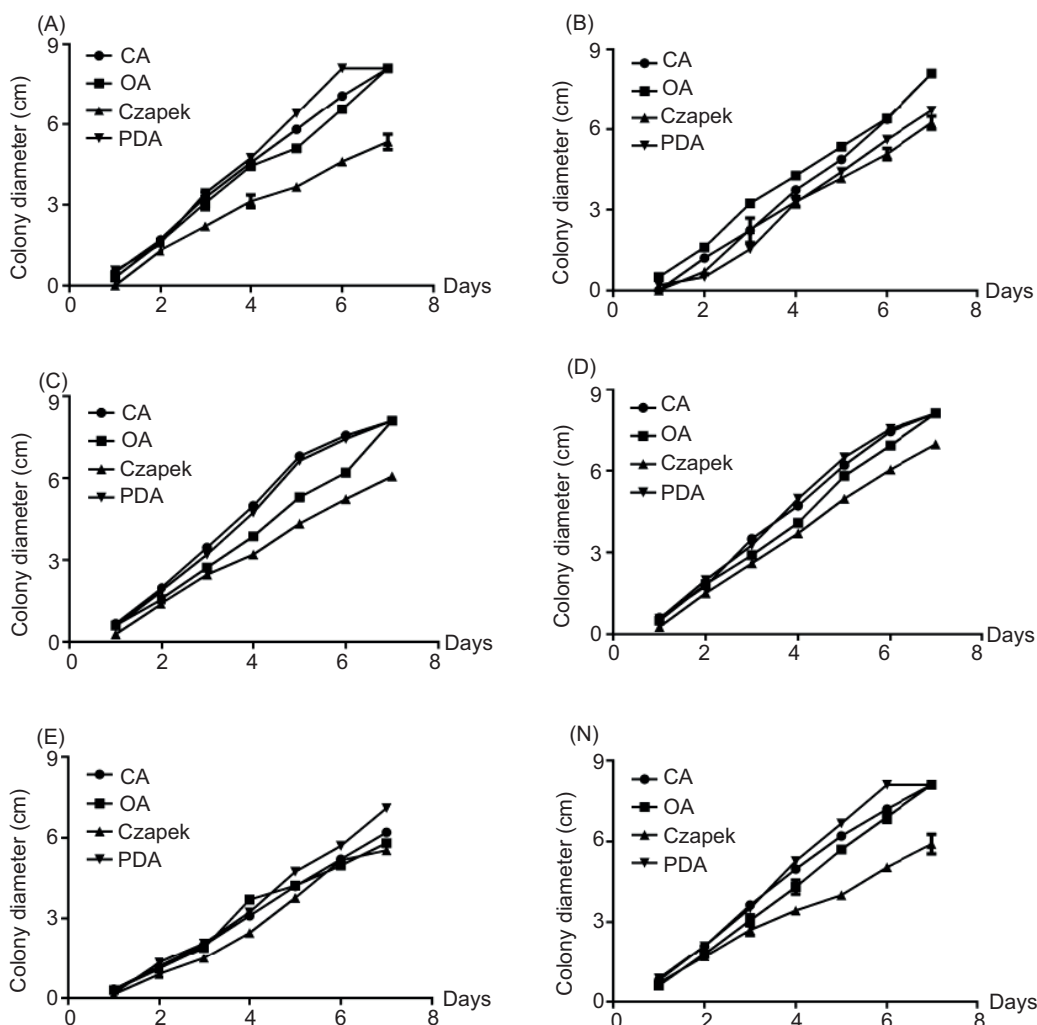 (A)
Colony diameter (cm)
9
6
3
0
CA
OA
Czapek
PDA
0 2 4 6 8
Days
(B)
Colony diameter (cm)
9
6
3
0
CA
OA
Czapek
PDA
0 2 4 6 8
Days
(C)
Colony diameter (cm)
9
6
3
0
CA
OA
Czapek
PDA
0 2 4 6 8
Days
(D)
Colony diameter (cm)
9
6
3
0
CA
OA
Czapek
PDA
0 2 4 6 8
Days
(E)
Colony diameter (cm)
9
6
3
0
CA
OA
Czapek
PDA
0 2 4 6 8
Days
(N)
Colony diameter (cm)
9
6
3
0
CA
OA
Czapek
PDA
0 2 4 6 8
Days